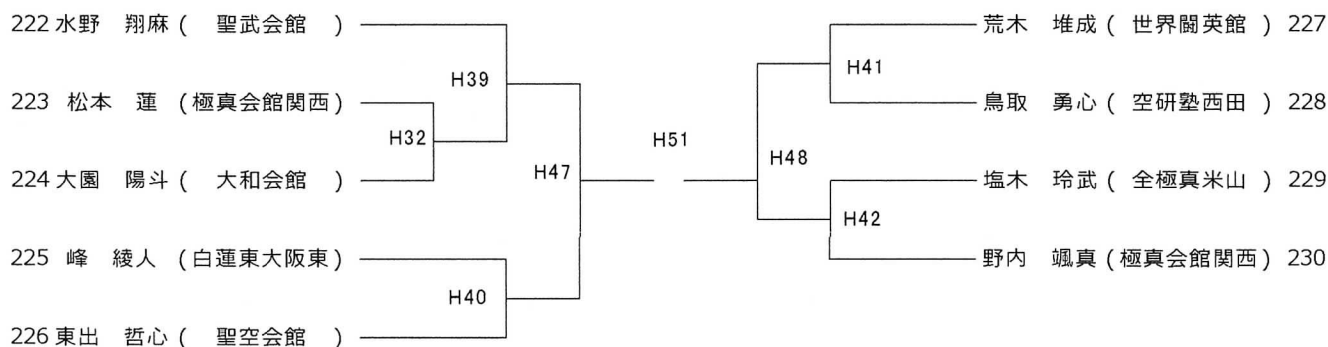 222 水野 翔麻 ( 聖武会館 )
223 松本 蓮 (極真会館関西)
224 大園 陽斗 ( 大和会館 )
225 峰 綾人 (白蓮東大阪東)
226 東出 哲心 ( 聖空会館 )
H39
H32
H47
H40
H51
H41
H48
H42
荒木 堆成 ( 世界闘英館 ) 227
鳥取 勇心 ( 空研塾西田 ) 228
塩木 玲武 ( 全極真米山 ) 229
野内 颯真 ( 極真会館関西 ) 230